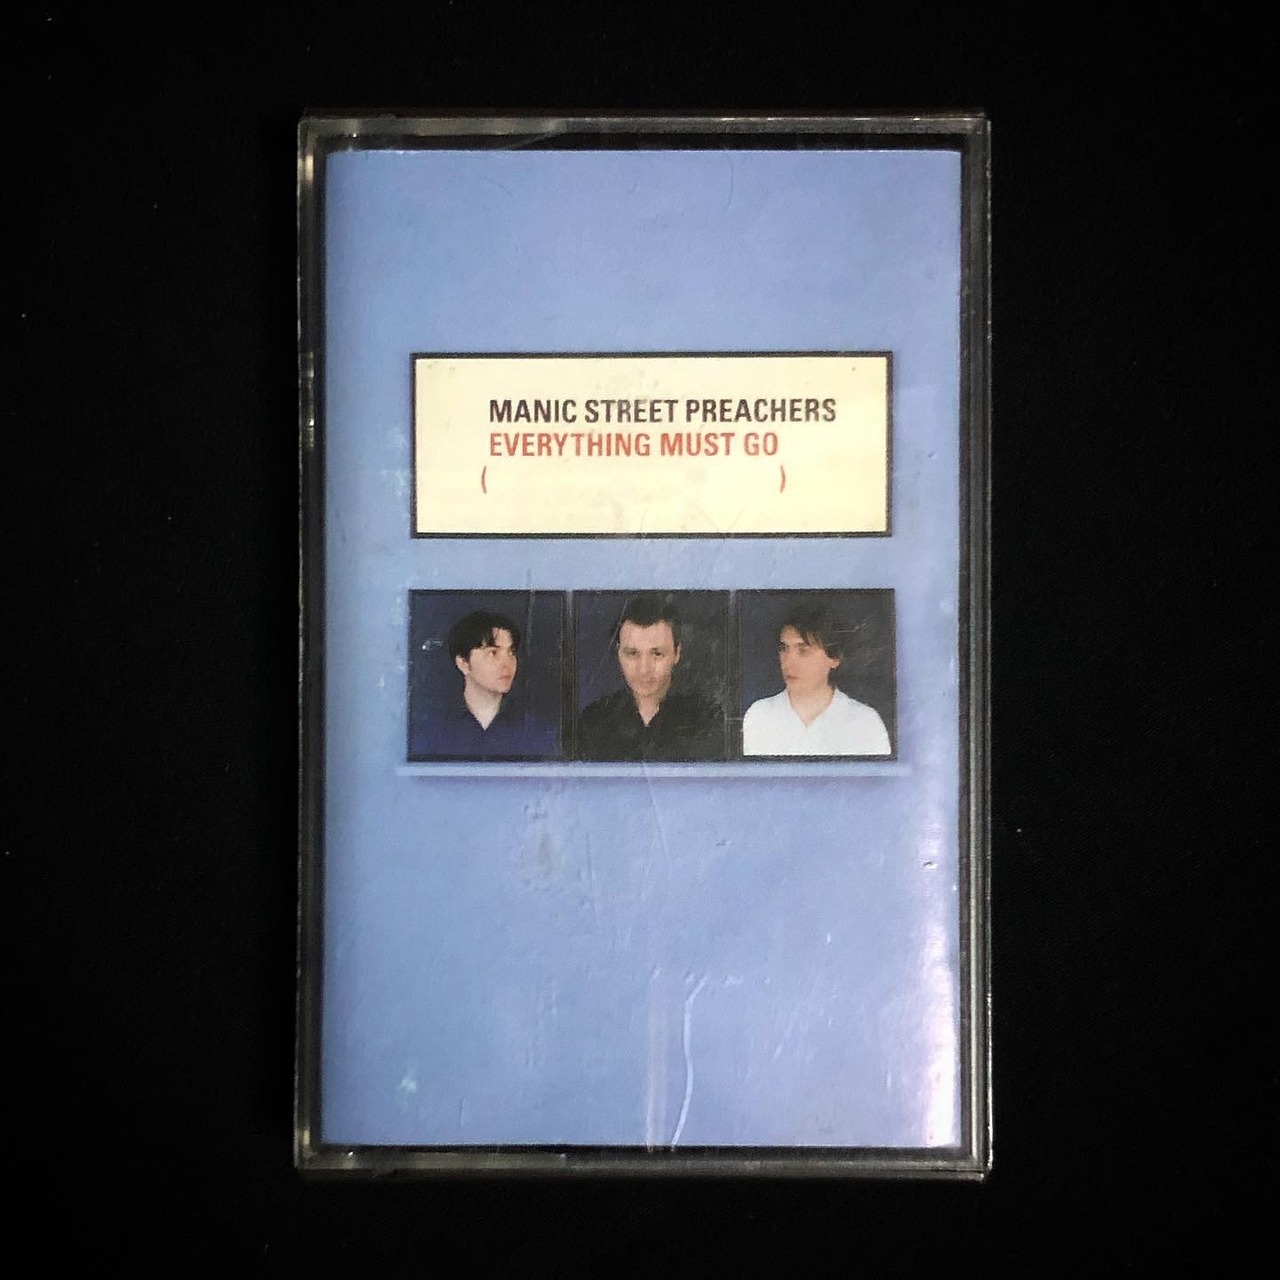 MANIC STREET PREACHERS
EVERYTHING MUST GO
( )